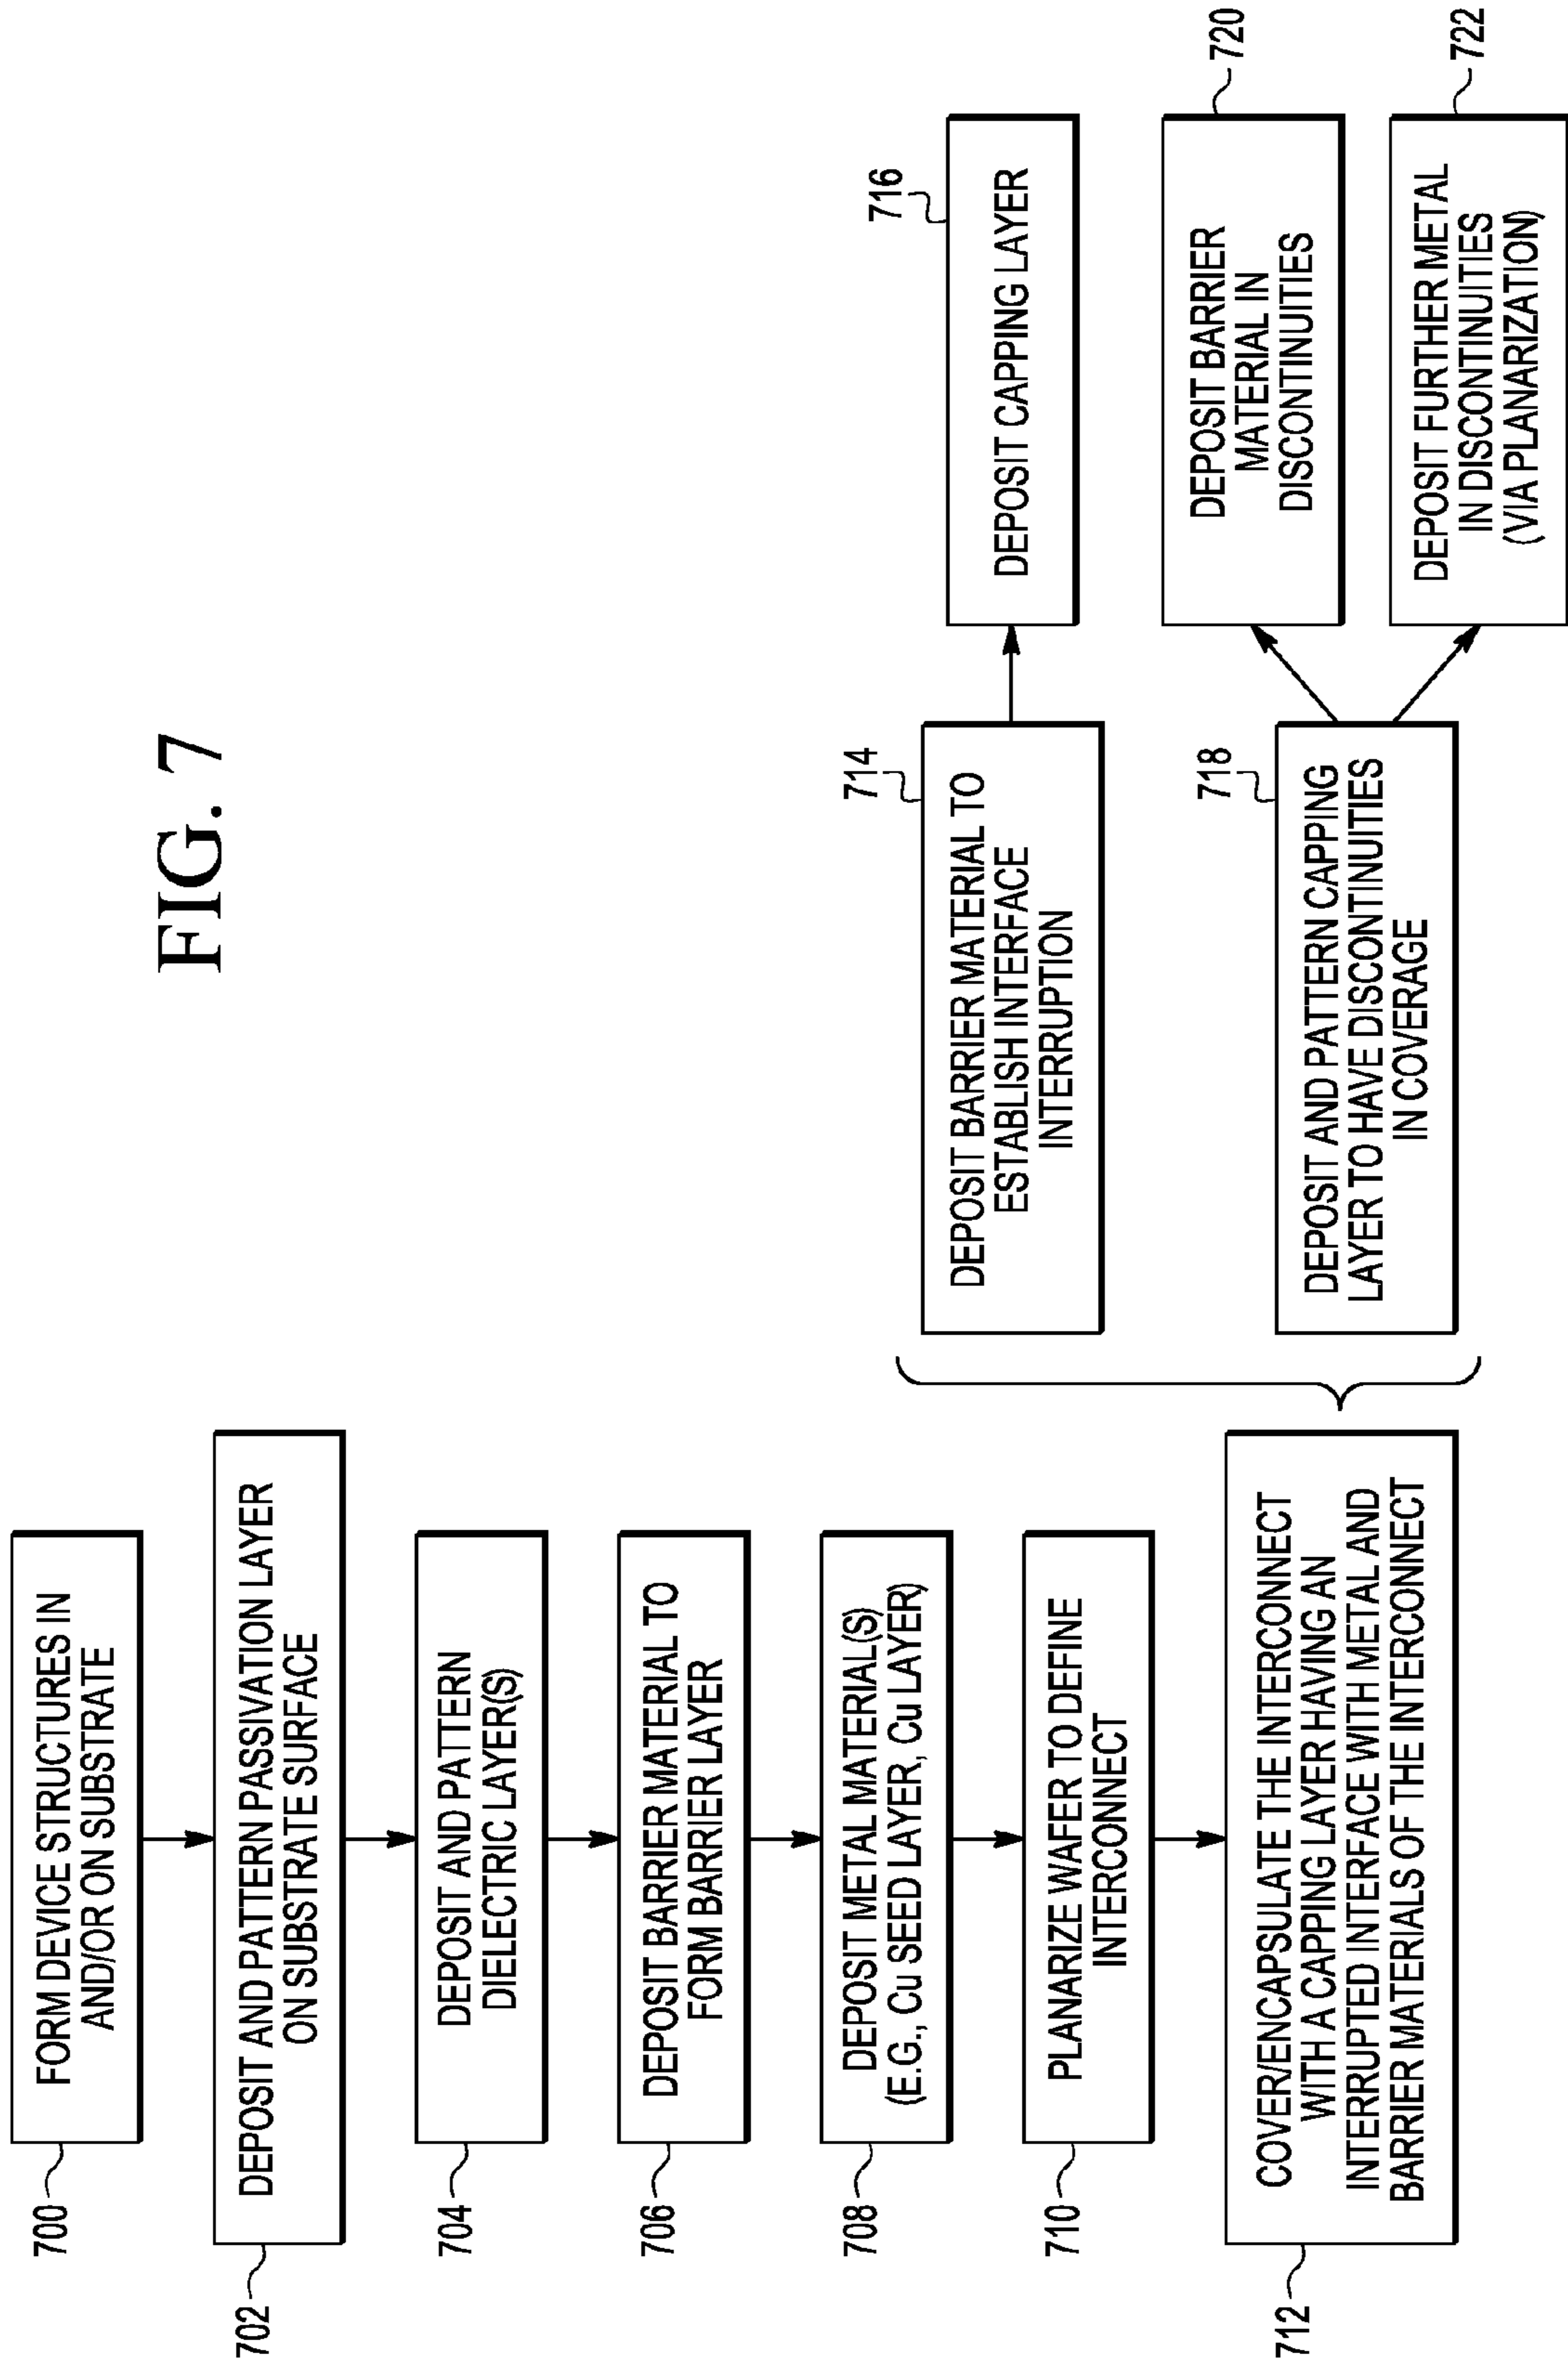 FIG. 7
700
FORM DEVICE STRUCTURES IN
AND/OR ON SUBSTRATE
702
DEPOSIT AND PATTERN PASSIVATION LAYER
ON SUBSTRATE SURFACE
704
DEPOSIT AND PATTERN
DIELECTRIC LAYER(S)
706
DEPOSIT BARRIER MATERIAL TO
FORM BARRIER LAYER
708
DEPOSIT METAL MATERIAL(S)
(E.G., Cu SEED LAYER, Cu LAYER)
710
PLANARIZE WAFER TO DEFINE
INTERCONNECT
712
COVER/ENCAPSULATE THE INTERCONNECT
WITH A CAPPING LAYER HAVING AN
INTERRUPTED INTERFACE WITH METAL AND
BARRIER MATERIALS OF THE INTERCONNECT
714
DEPOSIT BARRIER MATERIAL TO
ESTABLISH INTERFACE
INTERRUPTION
716
DEPOSIT CAPPING LAYER
718
DEPOSIT AND PATTERN CAPPING
LAYER TO HAVE DISCONTINUITIES
IN COVERAGE
720
DEPOSIT BARRIER
MATERIAL IN
DISCONTINUITIES
722
DEPOSIT FURTHER METAL
IN DISCONTINUITIES
(VIA PLANARIZATION)